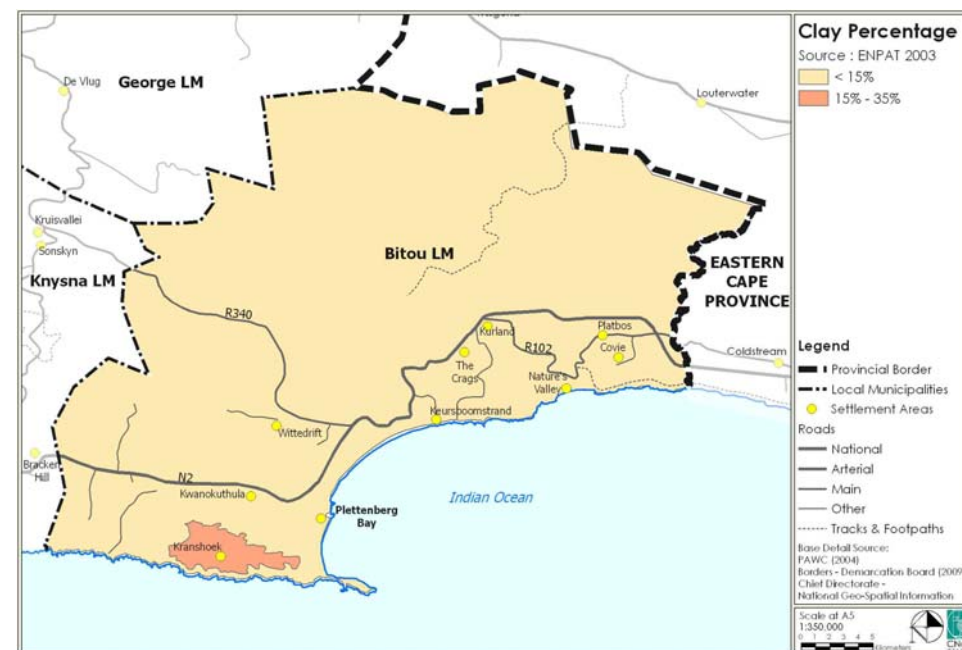 De Vlug
George LM
Louterwater
Kruisvallei
Sonskyn
Knysna LM
Bitou LM
EASTERN
CAPE
PROVINCE
R340
Kurland
R102
Platbos
Covie
Coldstream
The
Crags
Nature's
Valley
Keursboomstrand
Wittedrift
Bracken
Hill
N2
Kwanokuthula
Plettenberg
Bay
Indian Ocean
Kranshoek
Clay Percentage
Source : ENPAT 2003
< 15%
15% - 35%
Legend
Provincial Border
Local Municipalities
Settlement Areas
Roads
National
Arterial
Main
Other
Tracks & Footpaths
Base Detail Source:
PAWC (2004)
Borders - Demarcation Board (2009
Chief Directorate -
National Geo-Spatial Information
Scale at A5
1:350,000
0 1 2 3 4 5
Kilometers
N